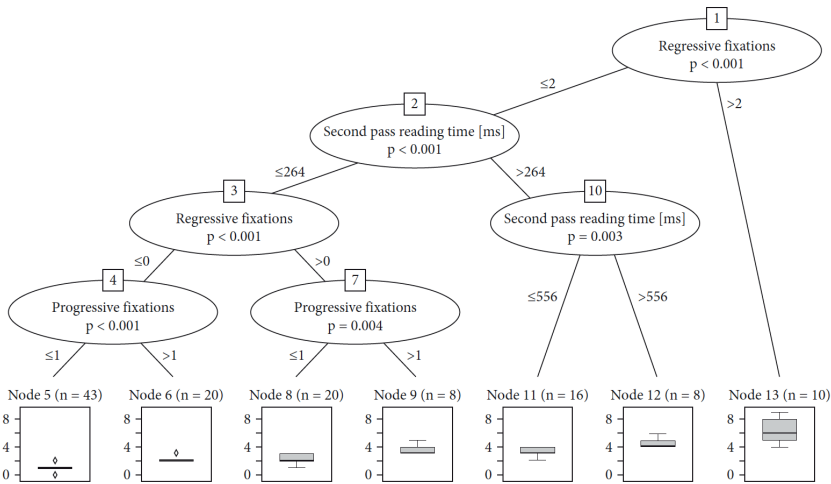 1
Regressive fixations
p < 0.001
≤2
>2
2
Second pass reading time [ms]
p < 0.001
≤264
>264
3
Regressive fixations
p < 0.001
10
Second pass reading time [ms]
p = 0.003
≤0
>0
4
Progressive fixations
p < 0.001
7
Progressive fixations
p = 0.004
≤556
>556
≤1
>1
≤1
>1
Node 5 (n = 43)
Node 6 (n = 20)
Node 8 (n = 20)
Node 9 (n = 8)
Node 11 (n = 16)
Node 12 (n = 8)
Node 13 (n = 10)
8
4
0
8
4
0
8
4
0
8
4
0
8
4
0
8
4
0
8
4
0